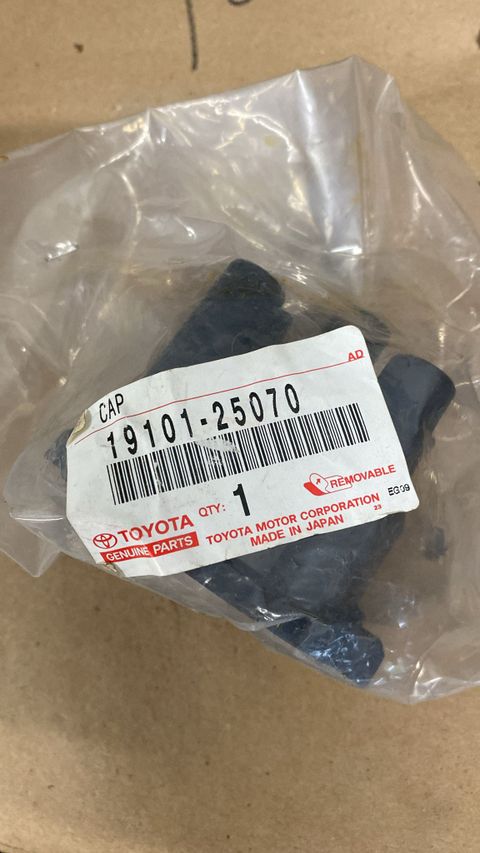 AD
CAP
19101-25070
TOYOTA
GENUINE PARTS
QTY: 1
REMOVABLE
TOYOTA MOTOR CORPORATION
MADE IN JAPAN
23
EG09